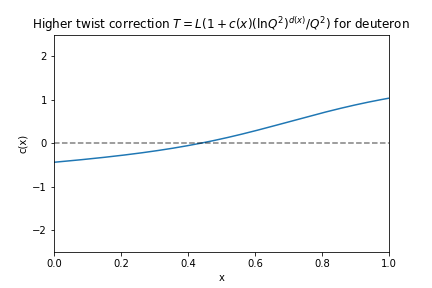 Higher twist correction $T = L(1 + c(x)(\ln Q^2)^{d(x)}/Q^2)$ for deuteron
2
1
0
−1
−2
c(x)
0.0 0.2 0.4 0.6 0.8 1.0
x